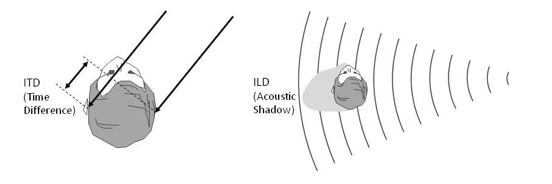 ITD
(Time
Difference)
ILD
(Acoustic
Shadow)